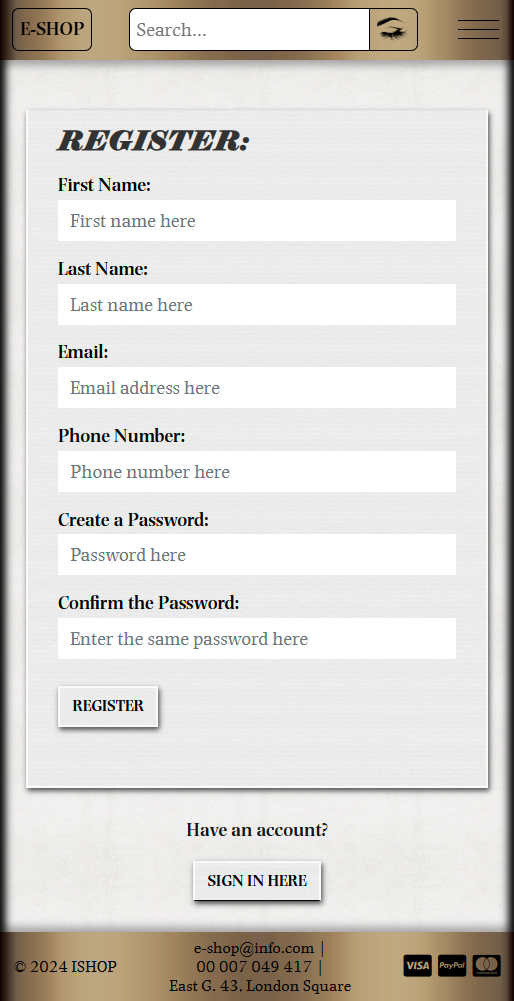 E-SHOP
Search...
REGISTER:
First Name:
First name here
Last Name:
Last name here
Email:
Email address here
Phone Number:
Phone number here
Create a Password:
Password here
Confirm the Password:
Enter the same password here
REGISTER
Have an account?
SIGN IN HERE
© 2024 ISHOP
e-shop@info.com |
00 007 049 417 |
East G. 43, London Square
VISA
PayPal